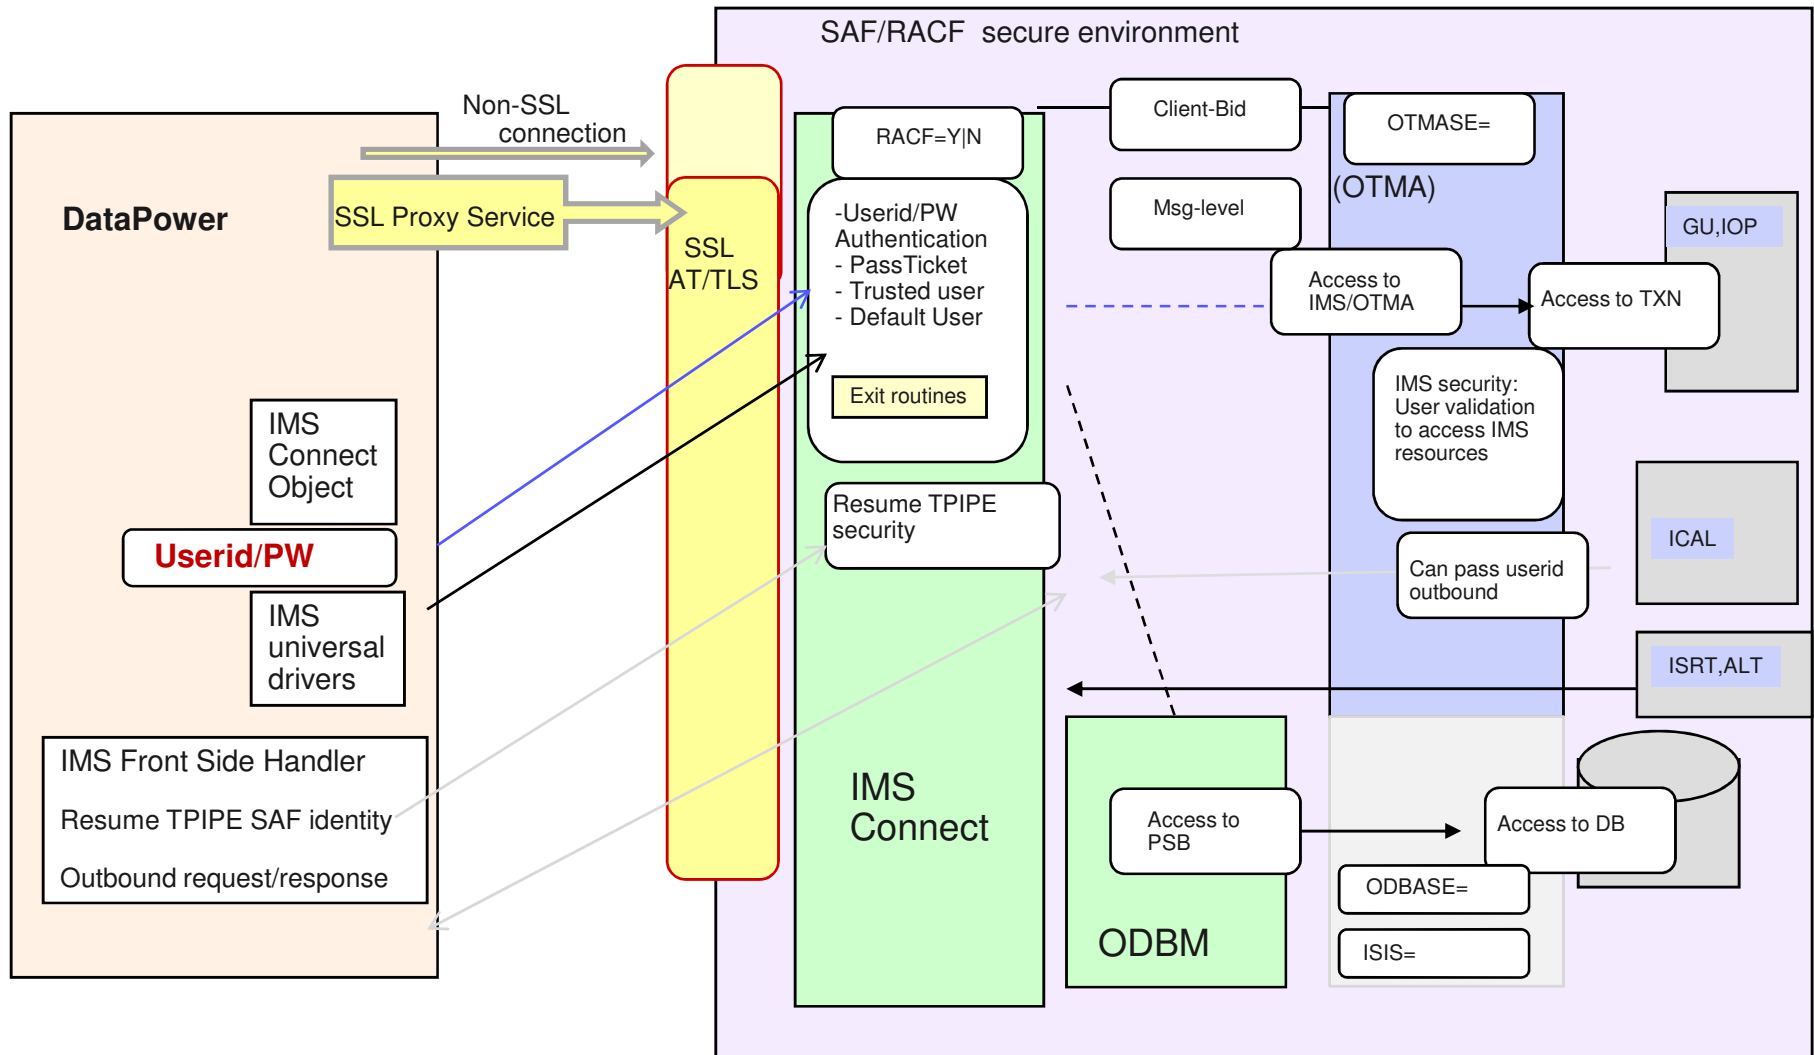 SAF/RACF  secure environment
Non-SSL
connection
DataPower
SSL Proxy Service
SSL
AT/TLS
RACF=Y|N
-Userid/PW
Authentication
- PassTicket
- Trusted user
- Default User
Exit routines
Client-Bid
Msg-level
OTMASE=
(OTMA)
GU,IOP
Access to
IMS/OTMA
Access to TXN
IMS security:
User validation
to access IMS
resources
IMS
Connect
Object
Userid/PW
IMS
universal
drivers
Resume TPIPE
security
Can pass userid
outbound
ICAL
ISRT,ALT
IMS Front Side Handler
Resume TPIPE SAF identity
Outbound request/response
IMS
Connect
Access to
PSB
ODBM
Access to DB
ODBASE=
ISIS=